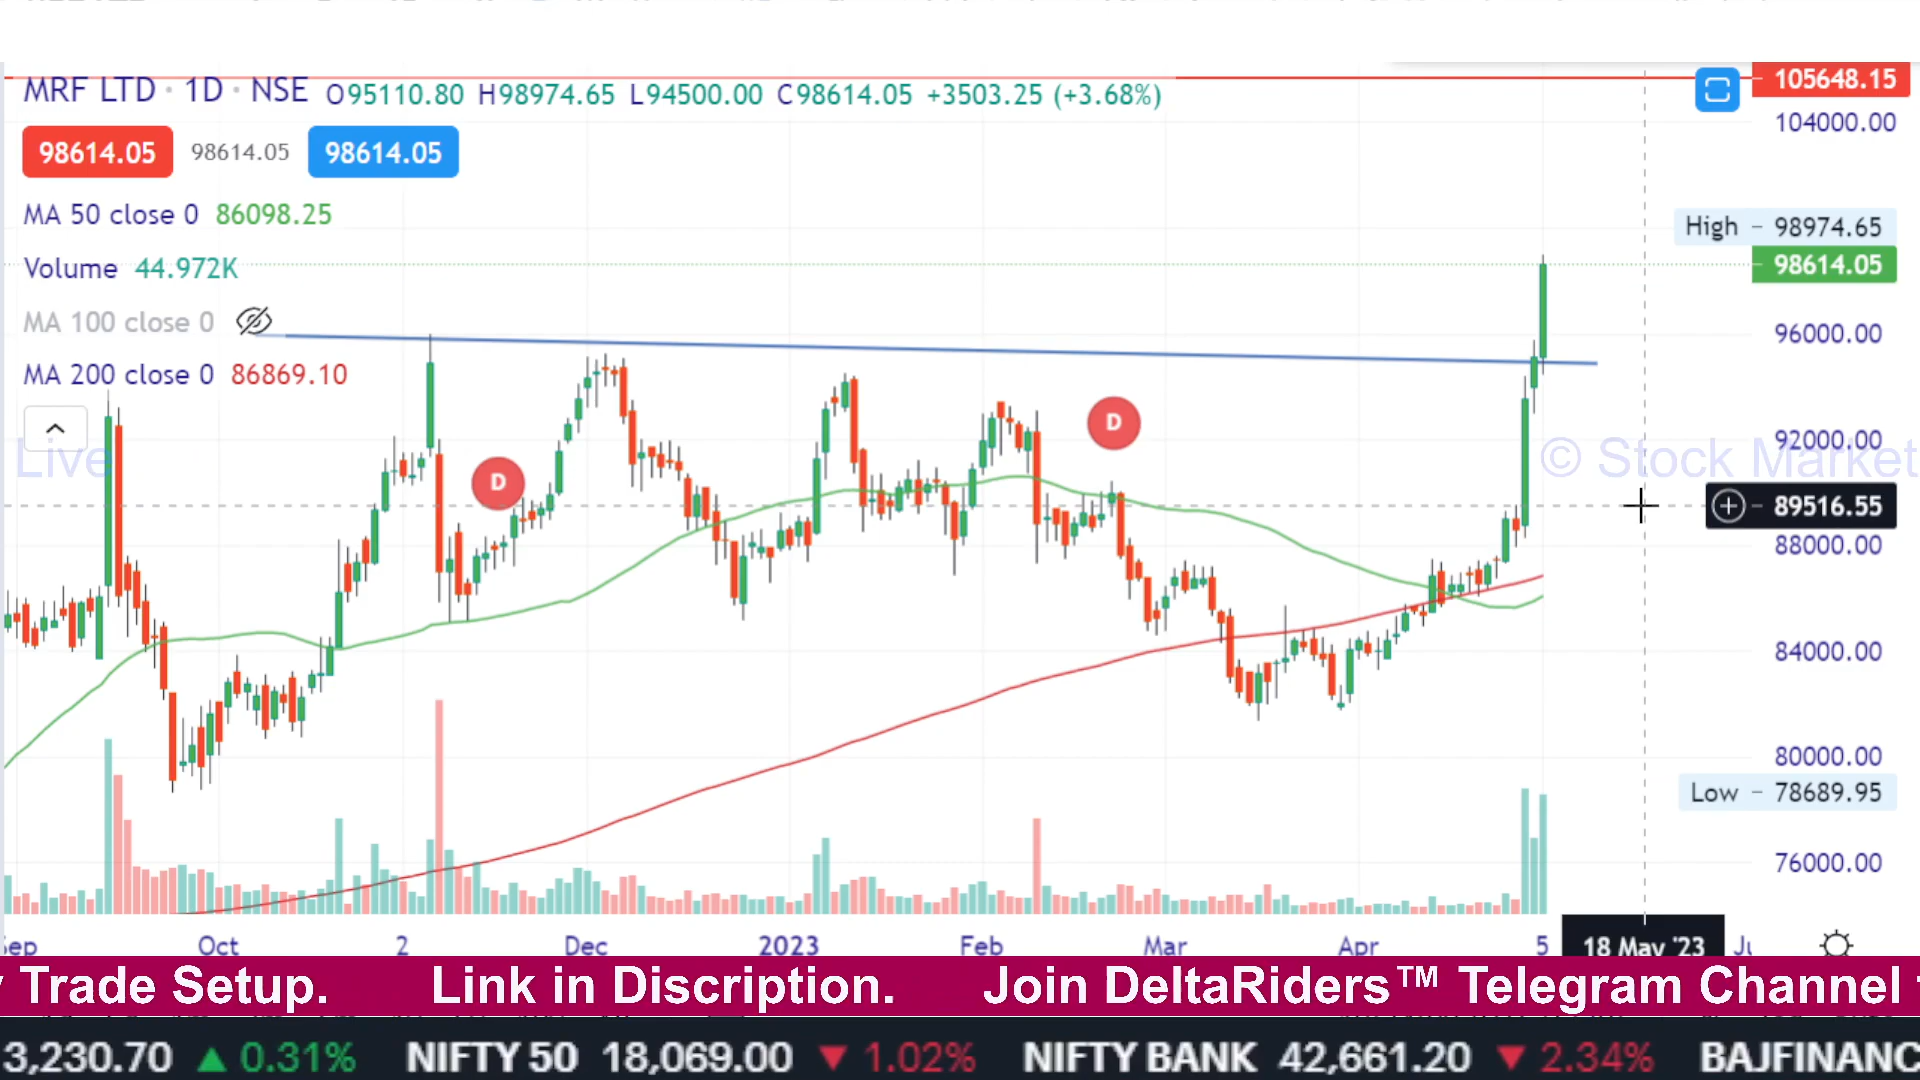 MRF LTD · 1D · NSE O95110.80 H98974.65 L94500.00 C98614.05 +3503.25 (+3.68%)
105648.15
104000.00
98614.05 98614.05 98614.05
MA 50 close 0 86098.25
High - 98974.65
Volume 44.972K
98614.05
MA 100 close 0
96000.00
MA 200 close 0 86869.10
D
92000.00
Live
© Stock Market
D
89516.55
88000.00
84000.00
80000.00
Low - 78689.95
76000.00
Sep Oct 2 Dec 2023 Feb Mar Apr 5 18 May '23
Trade Setup. Link in Discription. Join DeltaRiders™ Telegram Channel
3,230.70 ▲ 0.31% NIFTY 50 18,069.00 ▼ 1.02% NIFTY BANK 42,661.20 ▼ 2.34% BAJFINANC